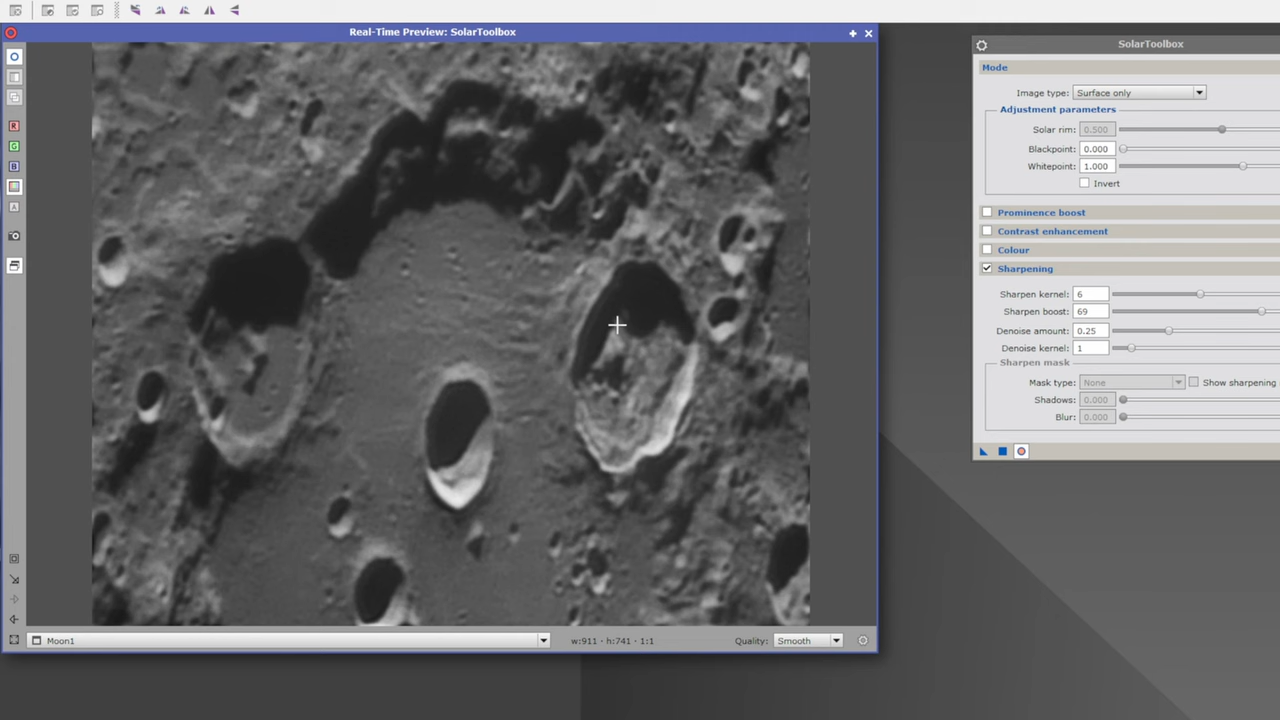 Real-Time Preview: SolarToolbox
SolarToolbox
Mode
Image type: Surface only
Adjustment parameters
Solar rim: 0.500
Blackpoint: 0.000
Whitepoint: 1.000
Invert
Prominence boost
Contrast enhancement
Colour
Sharpening
Sharpen kernel: 6
Sharpen boost: 69
Denoise amount: 0.25
Denoise kernel: 1
Sharpen mask
Mask type: None Show sharpening
Shadows: 0.000
Blur: 0.000
R
G
B
A
Moon1 w:911 · h:741 · 1:1 Quality: Smooth